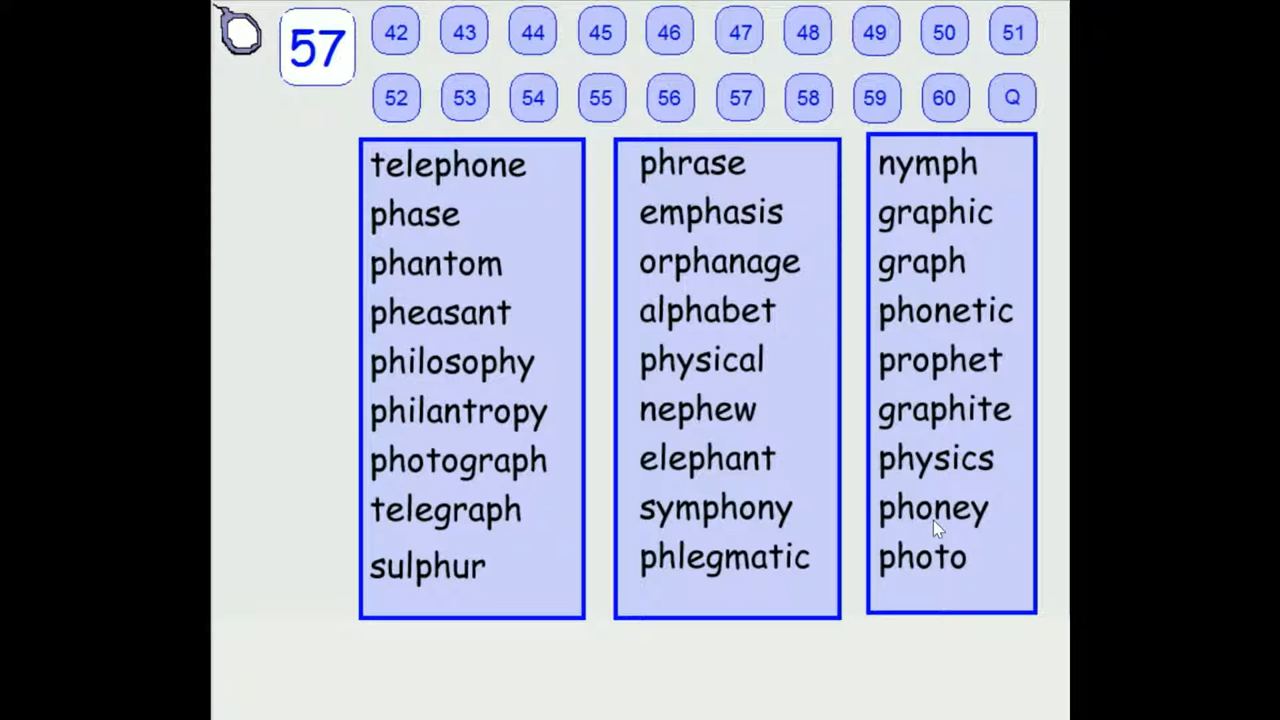 57
42 43 44 45 46 47 48 49 50 51
52 53 54 55 56 57 58 59 60 Q
telephone
phase
phantom
pheasant
philosophy
philantropy
photograph
telegraph
sulphur
phrase
emphasis
orphanage
alphabet
physical
nephew
elephant
symphony
phlegmatic
nymph
graphic
graph
phonetic
prophet
graphite
physics
phoney
photo